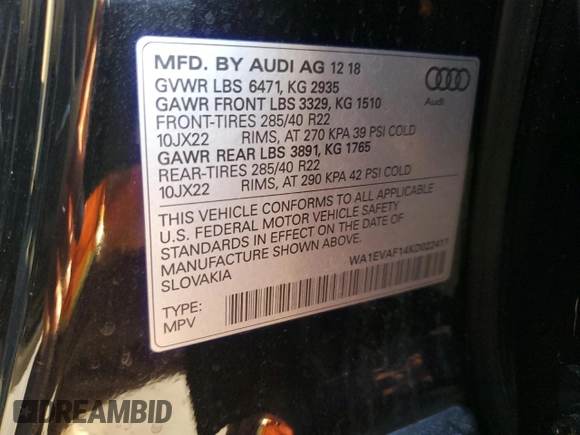 MFD. BY AUDI AG 12 18
GVWR LBS 6471, KG 2935
GAWR FRONT LBS 3329, KG 1510
FRONT-TIRES 285/40 R22
10JX22 RIMS, AT 270 KPA 39 PSI COLD
GAWR REAR LBS 3891, KG 1765
REAR-TIRES 285/40 R22
10JX22 RIMS, AT 290 KPA 42 PSI COLD
Audi
THIS VEHICLE CONFORMS TO ALL APPLICABLE
U.S. FEDERAL MOTOR VEHICLE SAFETY
STANDARDS IN EFFECT ON THE DATE OF
MANUFACTURE SHOWN ABOVE.
SLOVAKIA
WA1EVAF14KD022411
TYPE:
MPV
DREAMBID